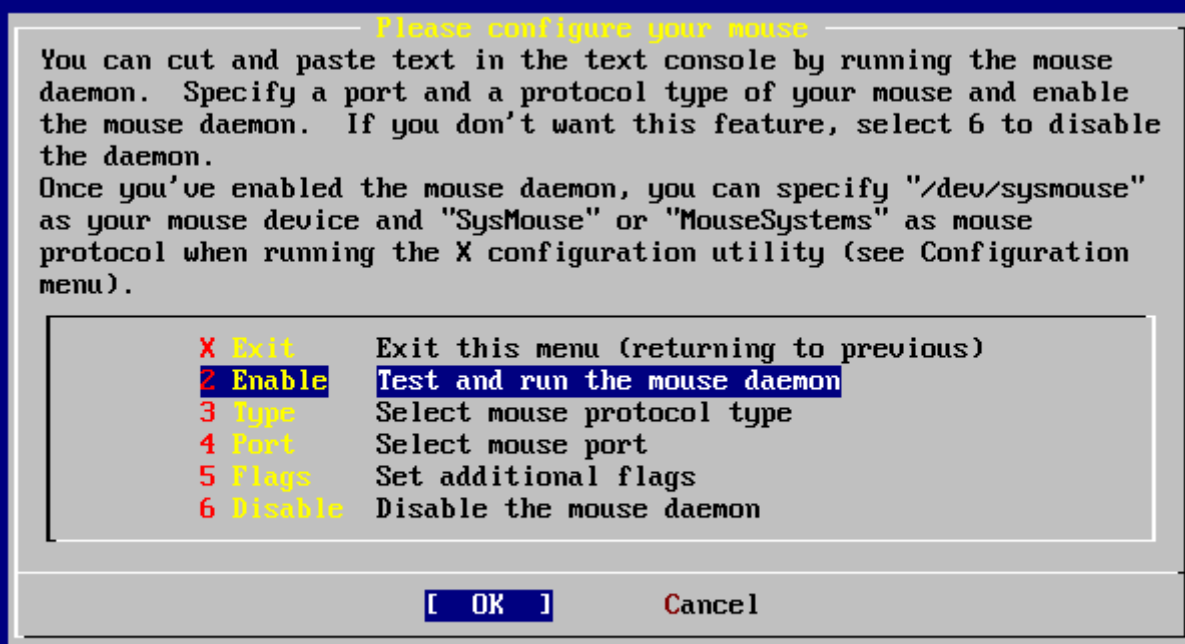 Please configure your mouse
You can cut and paste text in the text console by running the mouse
daemon.  Specify a port and a protocol type of your mouse and enable
the mouse daemon.  If you don't want this feature, select 6 to disable
the daemon.
Once you've enabled the mouse daemon, you can specify "/dev/sysmouse"
as your mouse device and "SysMouse" or "MouseSystems" as mouse
protocol when running the X configuration utility (see Configuration
menu).
X Exit     Exit this menu (returning to previous)
2 Enable   Test and run the mouse daemon
3 Type     Select mouse protocol type
4 Port     Select mouse port
5 Flags    Set additional flags
6 Disable  Disable the mouse daemon
[  OK  ]       Cancel